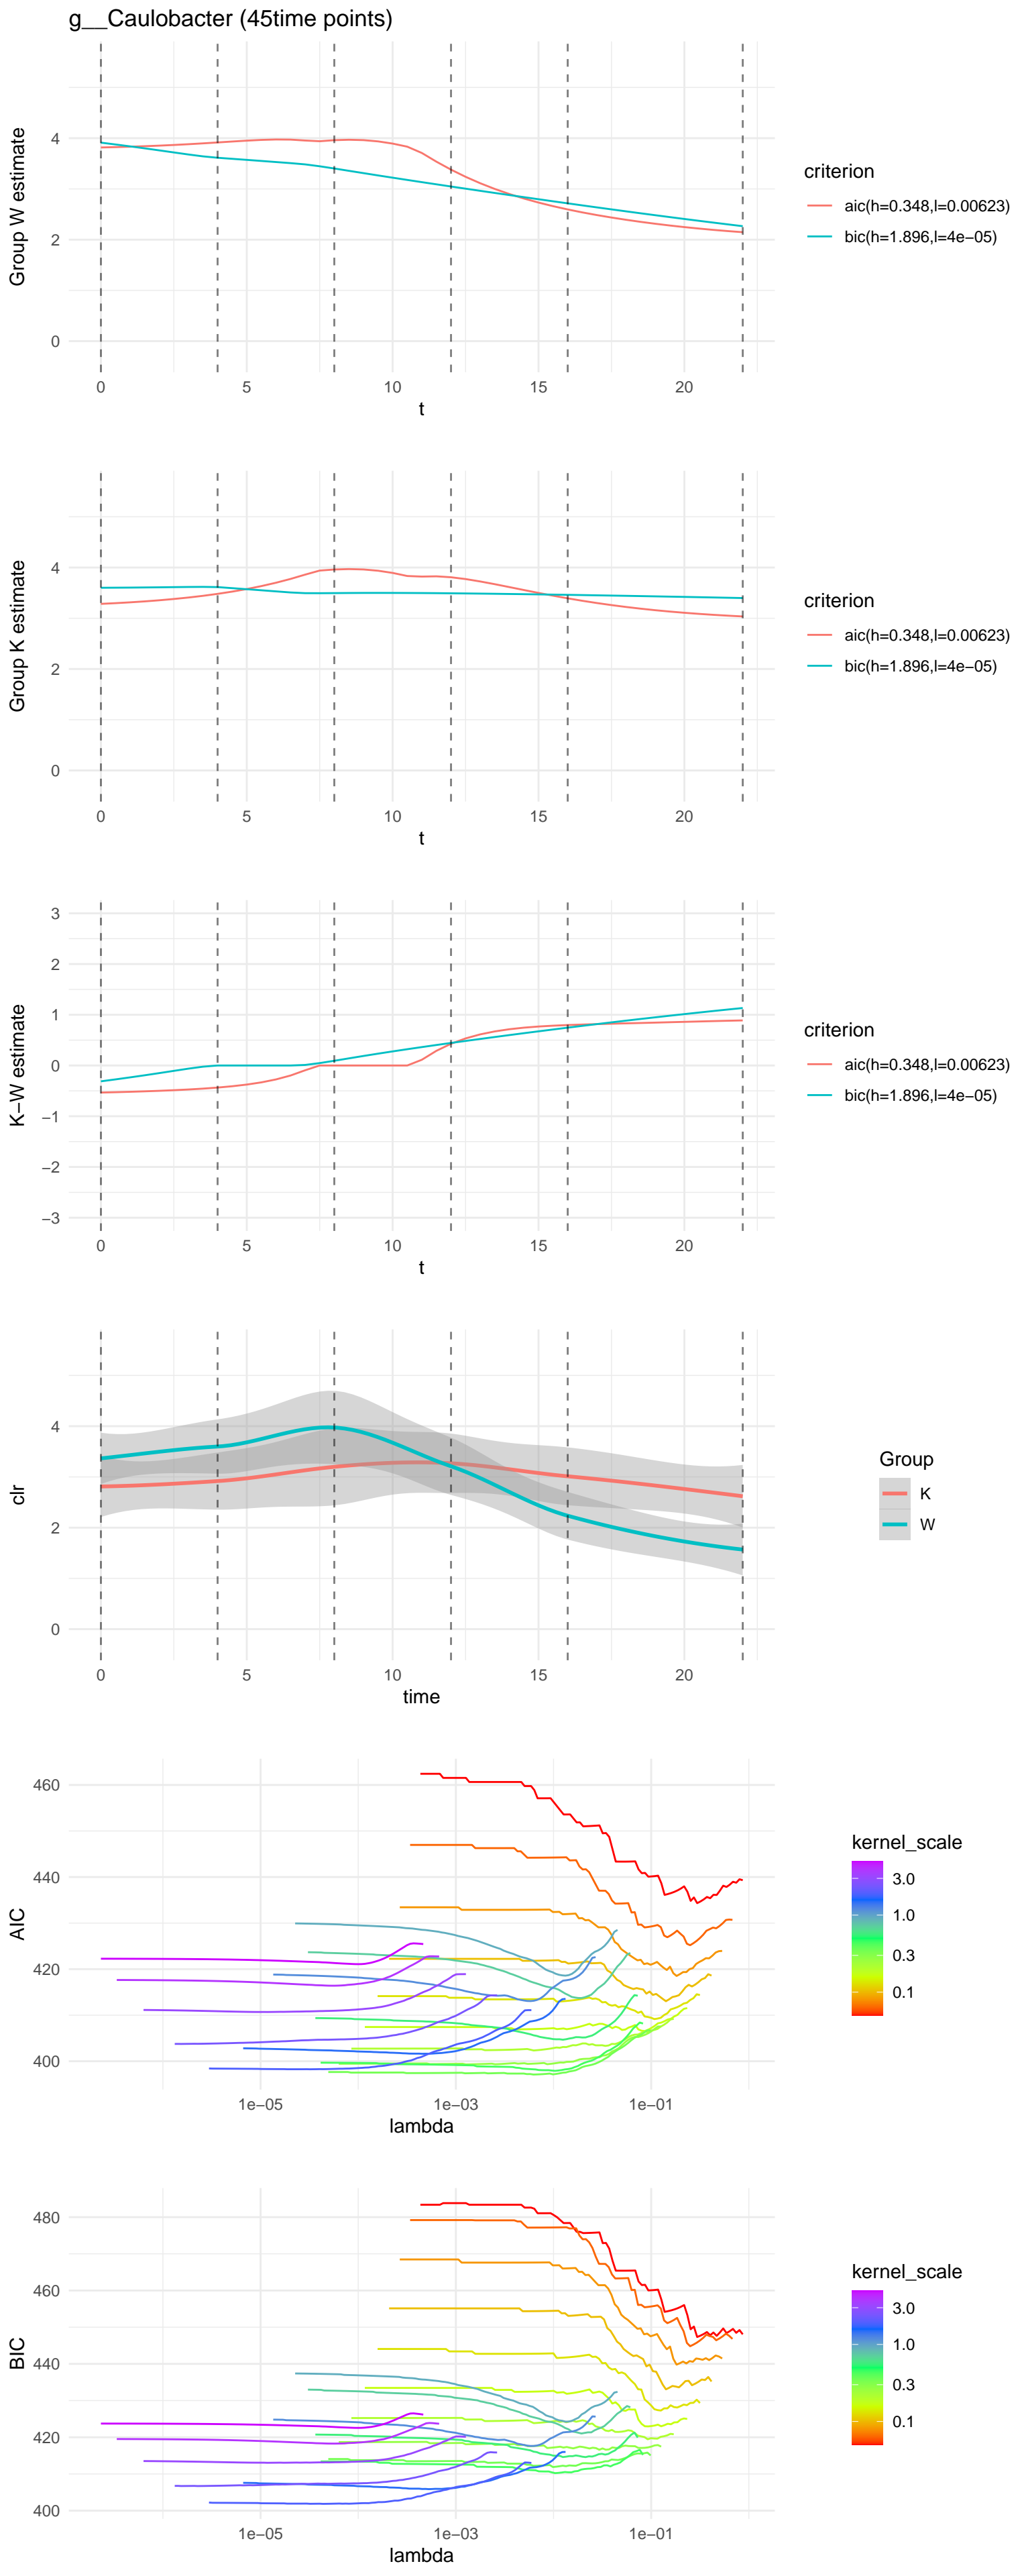 g__Caulobacter (45time points)
Group W estimate
4
2
0
0 5 10 15 20
t
criterion
aic(h=0.348,l=0.00623)
bic(h=1.896,l=4e−05)
Group K estimate
4
2
0
0 5 10 15 20
t
criterion
aic(h=0.348,l=0.00623)
bic(h=1.896,l=4e−05)
K−W estimate
3
2
1
0
−1
−2
−3
0 5 10 15 20
t
criterion
aic(h=0.348,l=0.00623)
bic(h=1.896,l=4e−05)
clr
4
2
0
0 5 10 15 20
time
Group
K
W
AIC
460
440
420
400
1e−05 1e−03 1e−01
lambda
kernel_scale
3.0
1.0
0.3
0.1
BIC
480
460
440
420
400
1e−05 1e−03 1e−01
lambda
kernel_scale
3.0
1.0
0.3
0.1